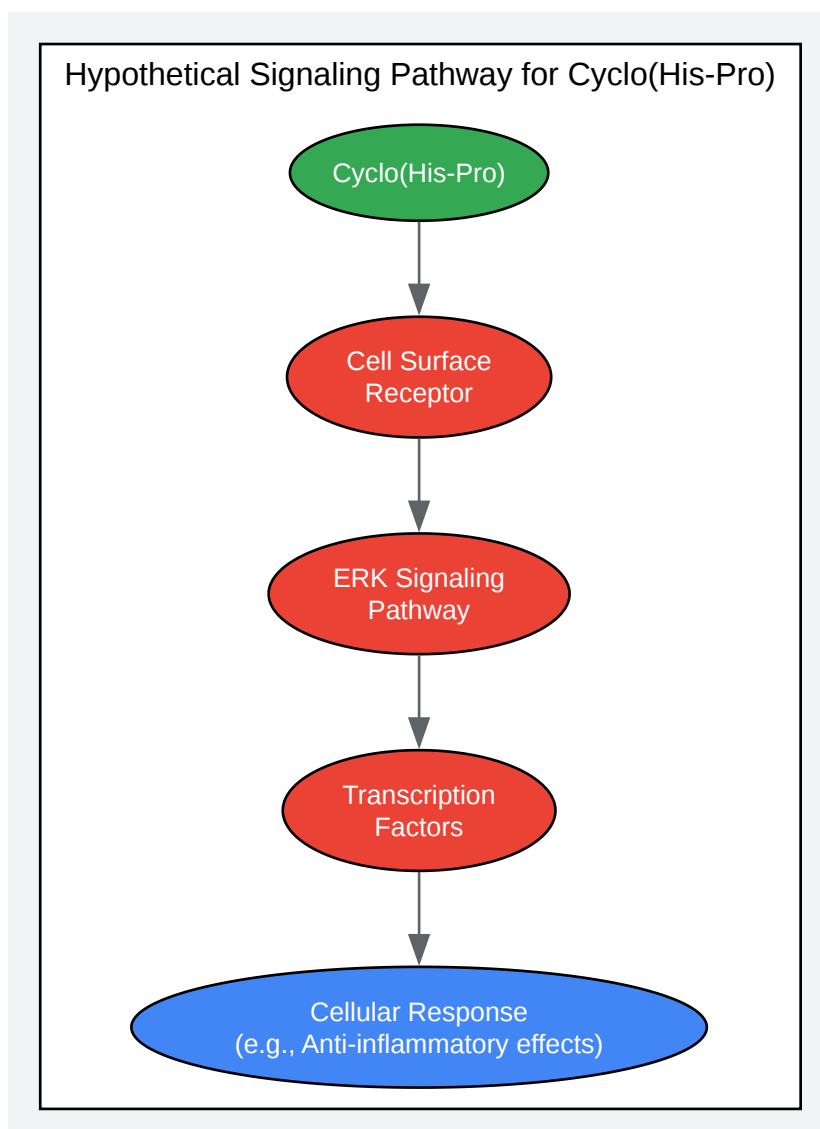 Hypothetical Signaling Pathway for Cyclo(His-Pro)
Cyclo(His-Pro)
Cell Surface
Receptor
ERK Signaling
Pathway
Transcription
Factors
Cellular Response
(e.g., Anti-inflammatory effects)